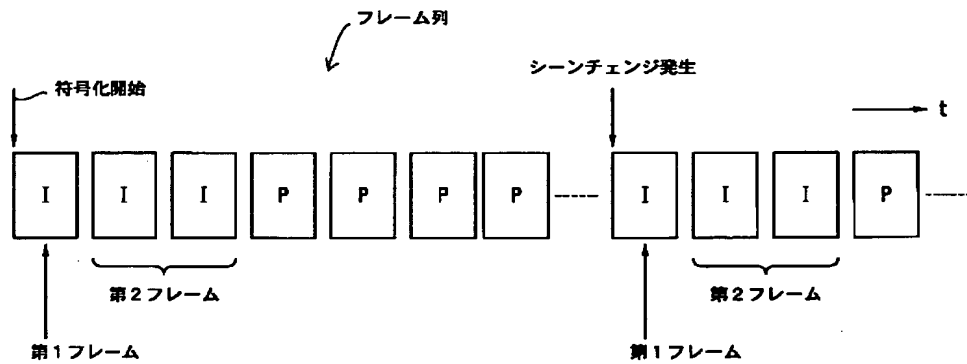 フレーム列
シーンチェンジ発生
符号化開始
t
I I I P P P P I I I P
第2フレーム 第2フレーム
第1フレーム 第1フレーム